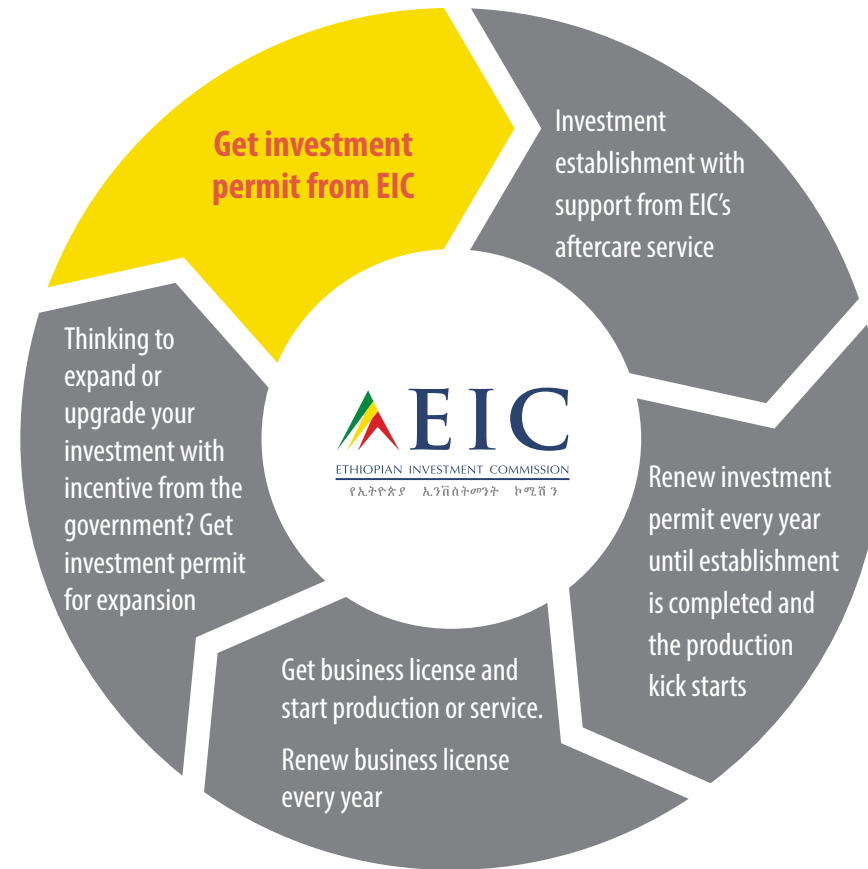 Get investment
permit from EIC
Investment
establishment with
support from EIC’s
aftercare service
Renew investment
permit every year
until establishment
is completed and
the production
kick starts
Get business license and
start production or service.
Renew business license
every year
Thinking to
expand or
upgrade your
investment with
incentive from the
government? Get
investment permit
for expansion
EIC
ETHIOPIAN INVESTMENT COMMISSION
የኢትዮጵያ ኢንቨስትመንት ኮሚሽን